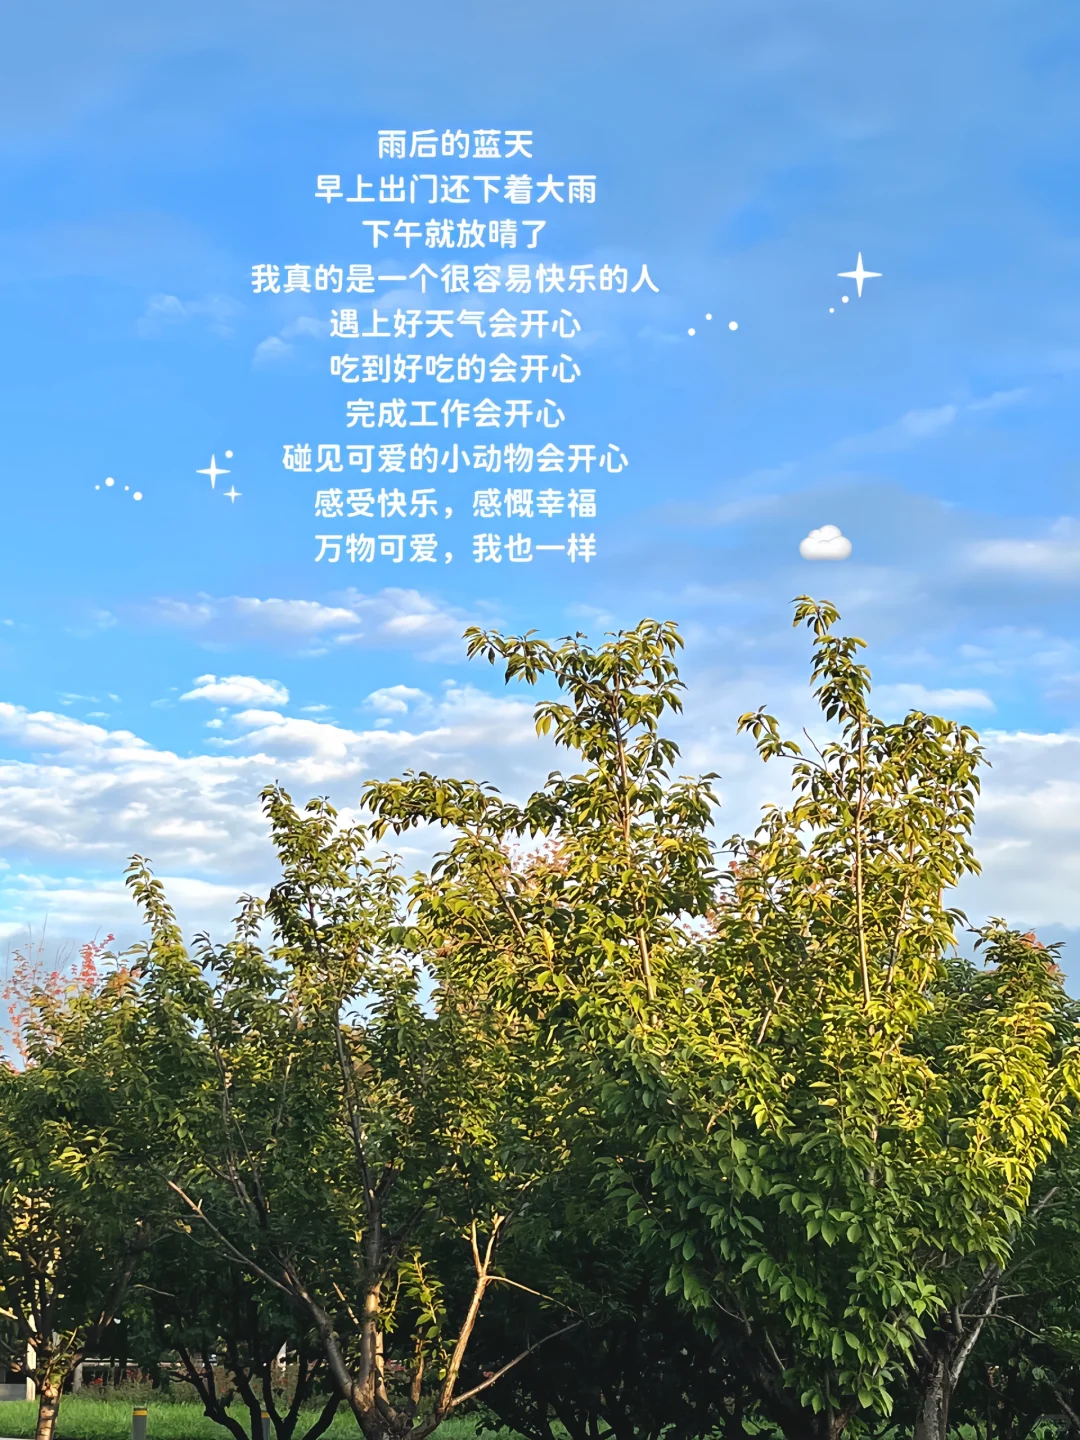 雨后的蓝天
早上出门还下着大雨
下午就放晴了
我真的是一个很容易快乐的人
遇上好天气会开心
吃到好吃的会开心
完成工作会开心
碰见可爱的小动物会开心
感受快乐，感慨幸福
万物可爱，我也一样